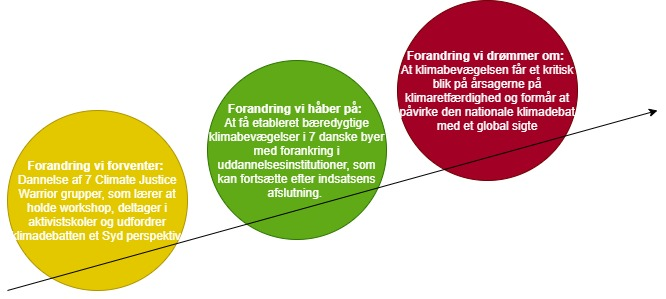 Forandring vi forventer:
Dannelse af 7 Climate Justice
Warrior grupper, som lærer at
holde workshop, deltager i
aktivistskoler og udfordrer
klimadebatten et Syd perspektiv
Forandring vi håber på:
At få etableret bæredygtige
klimabevægelser i 7 danske byer
med forankring i
uddannelsesinstitutioner, som
kan fortsætte efter indsatsens
afslutning.
Forandring vi drømmer om:
At klimabevægelsen får et kritisk
blik på årsagerne på
klimaretfærdighed og formår at
påvirke den nationale klimadebat
med et global sigte